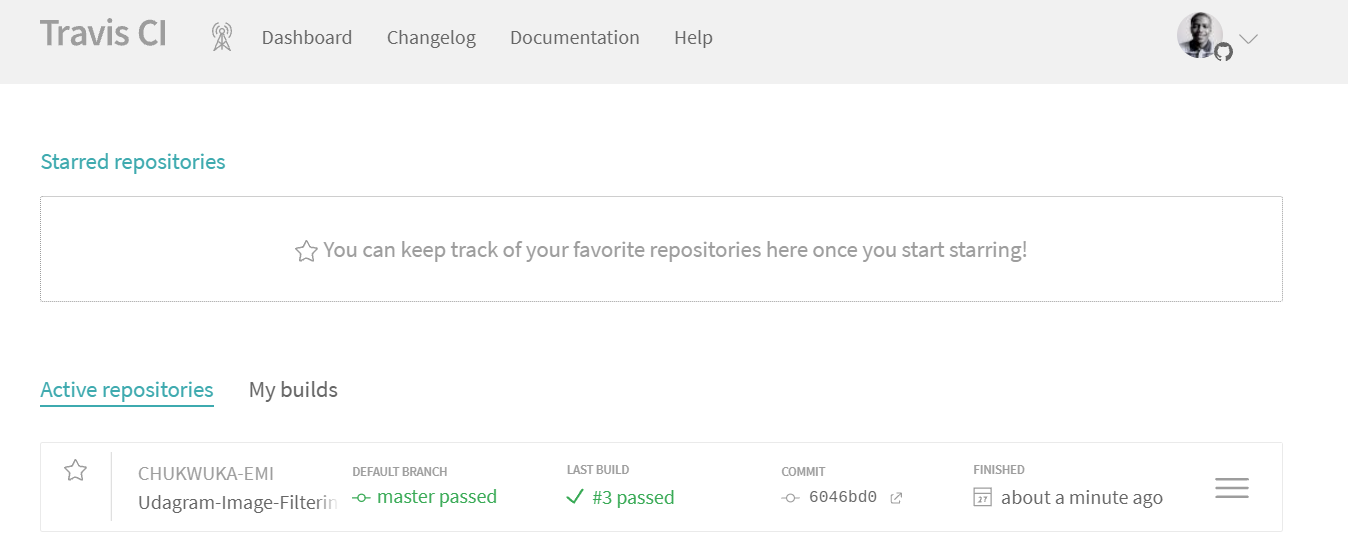 Travis CI Dashboard Changelog Documentation Help
Starred repositories
You can keep track of your favorite repositories here once you start starring!
Active repositories My builds
CHUKWUKA-EMI DEFAULT BRANCH LAST BUILD COMMIT FINISHED
Udagram-Image-Filterin master passed #3 passed 6046bd0 27 about a minute ago